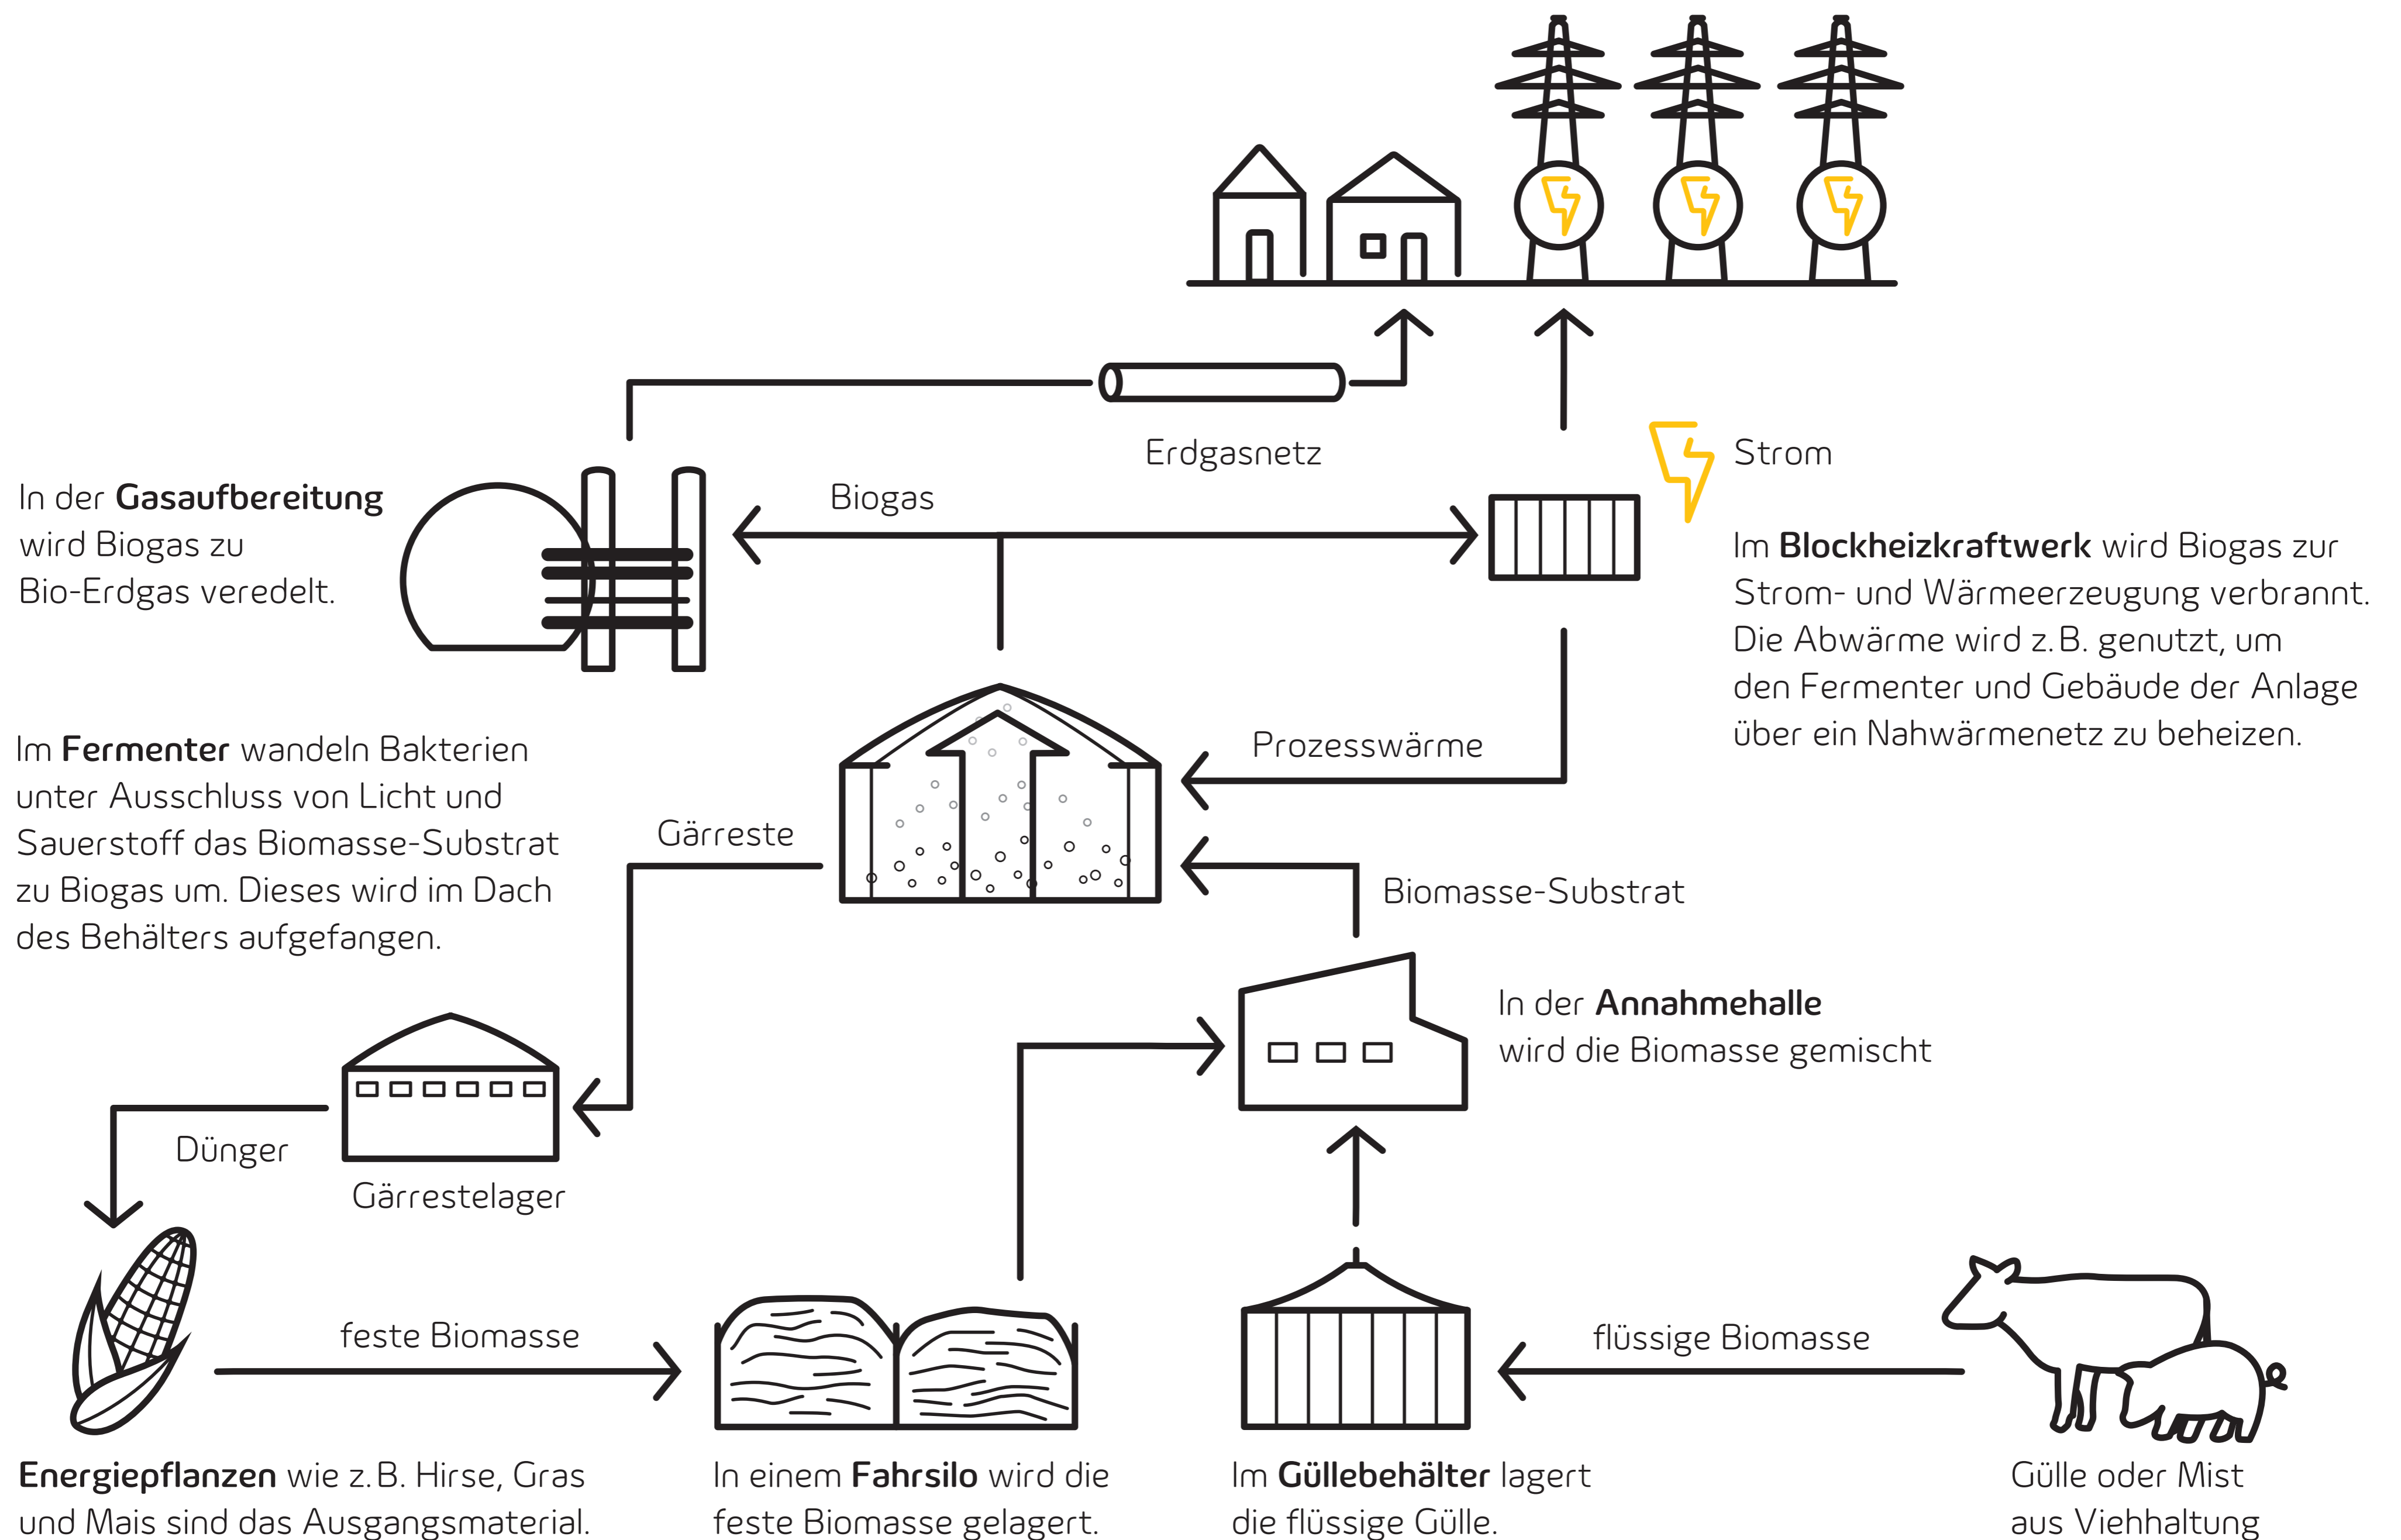 Erdgasnetz
Strom
In der Gasaufbereitung
wird Biogas zu
Bio-Erdgas veredelt.
Biogas
Im Blockheizkraftwerk wird Biogas zur
Strom- und Wärmeerzeugung verbrannt.
Die Abwärme wird z. B. genutzt, um
den Fermenter und Gebäude der Anlage
über ein Nahwärmenetz zu beheizen.
Im Fermenter wandeln Bakterien
unter Ausschluss von Licht und
Sauerstoff das Biomasse-Substrat
zu Biogas um. Dieses wird im Dach
des Behälters aufgefangen.
Prozesswärme
Gärreste
Biomasse-Substrat
In der Annahmehalle
wird die Biomasse gemischt
Dünger
Gärrestelager
feste Biomasse
flüssige Biomasse
Energiepflanzen wie z. B. Hirse, Gras
und Mais sind das Ausgangsmaterial.
In einem Fahrsilo wird die
feste Biomasse gelagert.
Im Güllebehälter lagert
die flüssige Gülle.
Gülle oder Mist
aus Viehhaltung